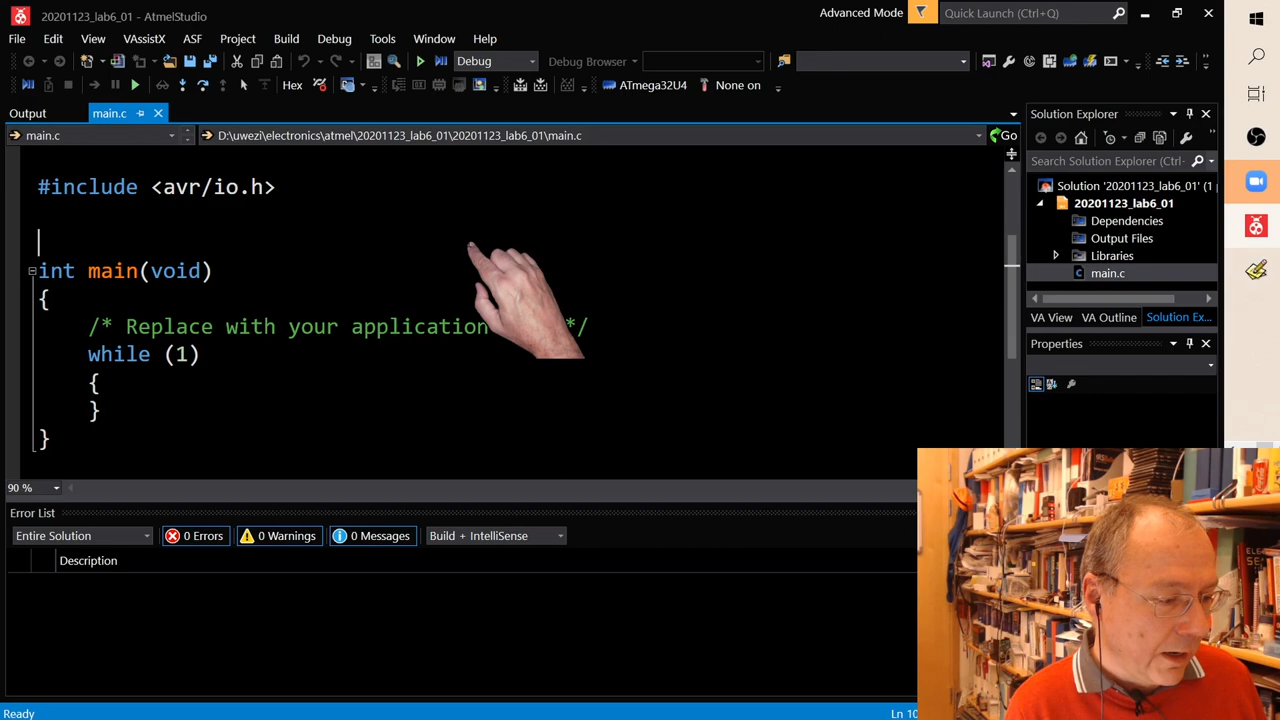 20201123_lab6_01 - AtmelStudio
Advanced Mode
Quick Launch (Ctrl+Q)
File Edit View VAssistX ASF Project Build Debug Tools Window Help
Debug
Debug Browser
Hex
ATmega32U4
None on
Output
main.c
Solution Explorer
main.c
D:\uwezi\electronics\atmel\20201123_lab6_01\20201123_lab6_01\main.c
Go
Search Solution Explorer (Ctrl+
#include <avr/io.h>
int main(void)
{
/* Replace with your application */
while (1)
{
}
}
Solution '20201123_lab6_01' (1 p
20201123_lab6_01
Dependencies
Output Files
Libraries
main.c
VA View VA Outline Solution Ex...
Properties
90 %
Error List
Entire Solution
0 Errors
0 Warnings
0 Messages
Build + IntelliSense
Description
Ready
Ln 10